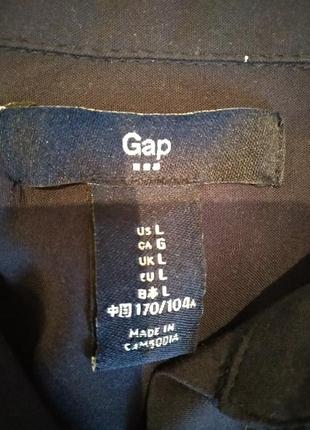 Gap
US L
CA G
UK L
EU L
日本 L
中国 170/104A
MADE IN
CAMBODIA